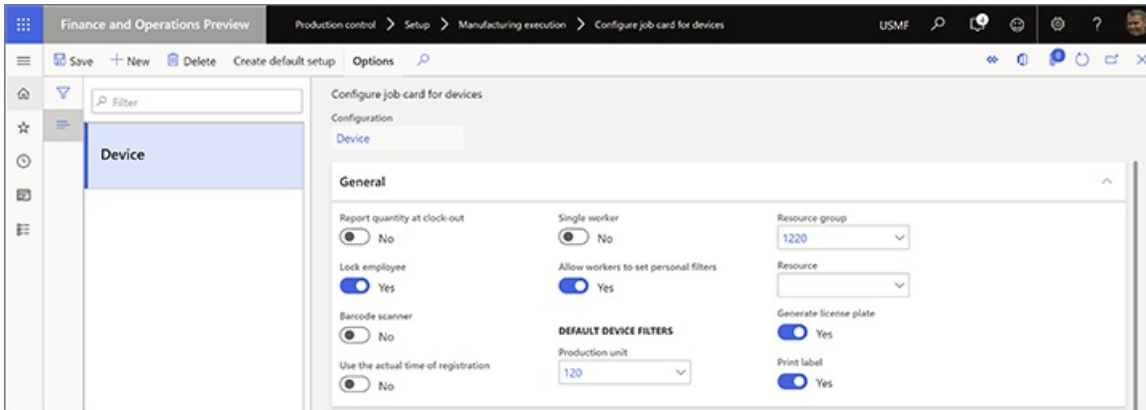 Finance and Operations Preview
Production control > Setup > Manufacturing execution > Configure job card for devices
USMF
4
?
Save
New
Delete
Create default setup
Options
0
Filter
Device
Configure job card for devices
Configuration
Device
General
Report quantity at clock-out
No
Lock employee
Yes
Barcode scanner
No
Use the actual time of registration
No
Single worker
No
Allow workers to set personal filters
Yes
DEFAULT DEVICE FILTERS
Production unit
120
Resource group
1220
Resource
Generate license plate
Yes
Print label
Yes